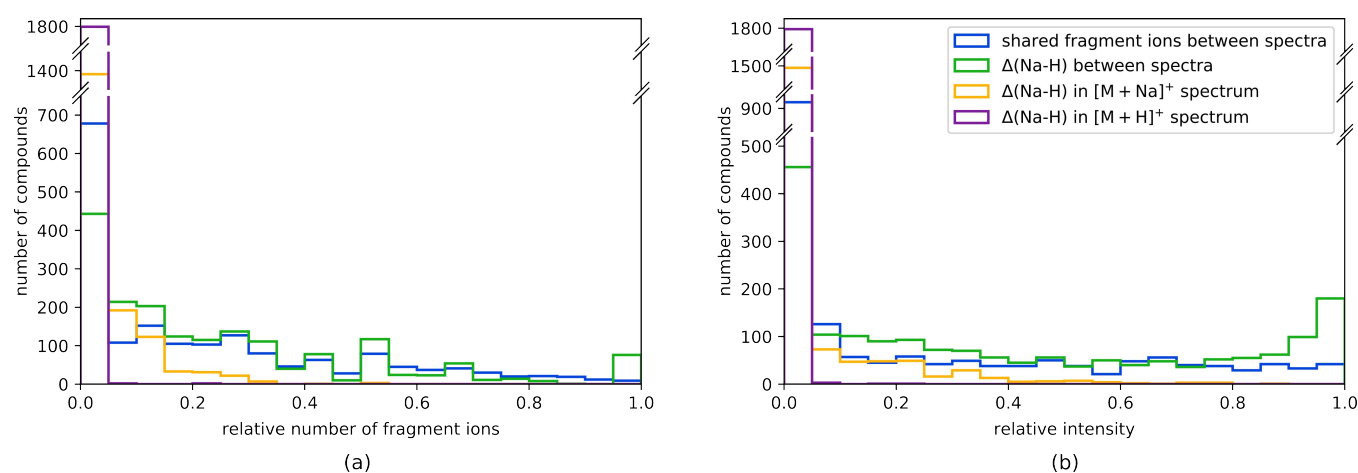 1800
1400
700
600
500
400
300
200
100
0
number of compounds
0.0 0.2 0.4 0.6 0.8 1.0
relative number of fragment ions
(a)
1800
1500
900
500
400
300
200
100
0
number of compounds
shared fragment ions between spectra
Δ(Na-H) between spectra
Δ(Na-H) in [M + Na]⁺ spectrum
Δ(Na-H) in [M + H]⁺ spectrum
0.0 0.2 0.4 0.6 0.8 1.0
relative intensity
(b)